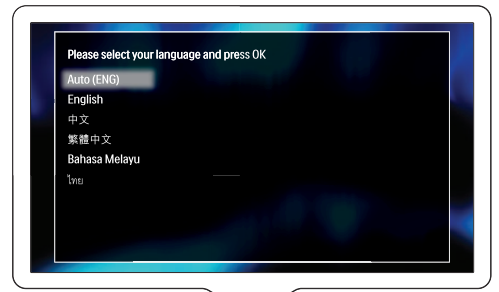 Please select your language and press OK
Auto (ENG)
English
中文
繁體中文
Bahasa Melayu
ไทย